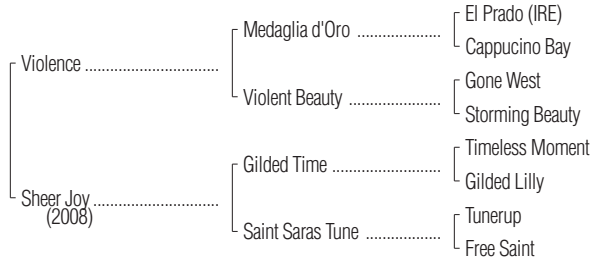 Violence
Sheer Joy
(2008)
Medaglia d'Oro
Violent Beauty
Gilded Time
Saint Saras Tune
El Prado (IRE)
Cappucino Bay
Gone West
Storming Beauty
Timeless Moment
Gilded Lilly
Tunerup
Free Saint